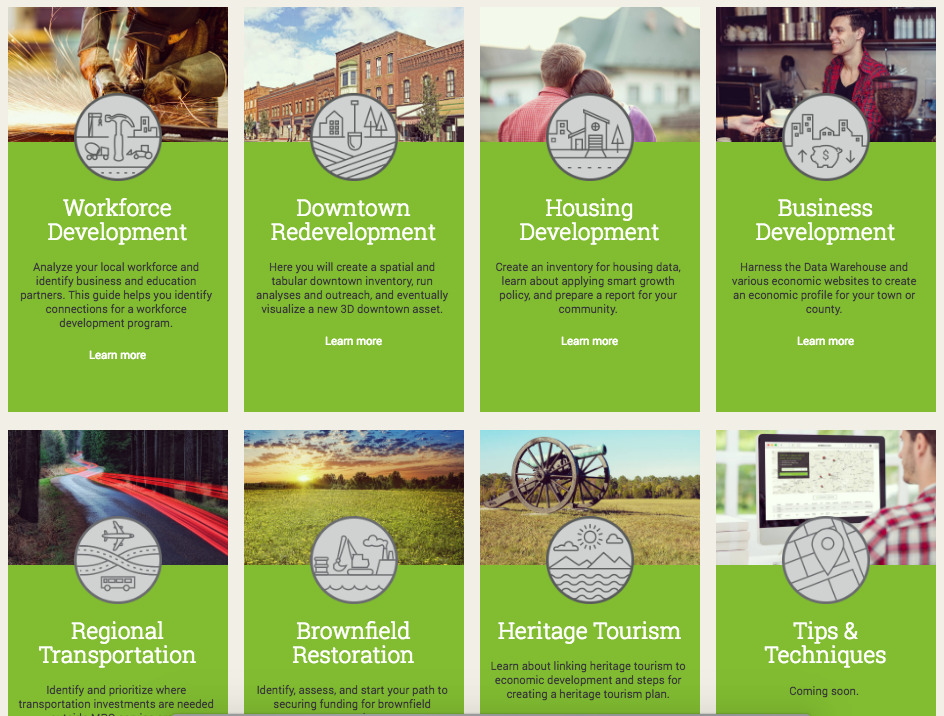 Workforce
Development
Analyze your local workforce and
identify business and education
partners. This guide helps you identify
connections for a workforce
development program.
Learn more
Downtown
Redevelopment
Here you will create a spatial and
tabular downtown inventory, run
analyses and outreach, and eventually
visualize a new 3D downtown asset.
Learn more
Housing
Development
Create an inventory for housing data,
learn about applying smart growth
policy, and prepare a report for your
community.
Learn more
Business
Development
Harness the Data Warehouse and
various economic websites to create
an economic profile for your town or
county.
Learn more
Regional
Transportation
Identify and prioritize where
transportation investments are needed
Brownfield
Restoration
Identify, assess, and start your path to
securing funding for brownfield
Heritage Tourism
Learn about linking heritage tourism to
economic development and steps for
creating a heritage tourism plan.
Tips &
Techniques
Coming soon.